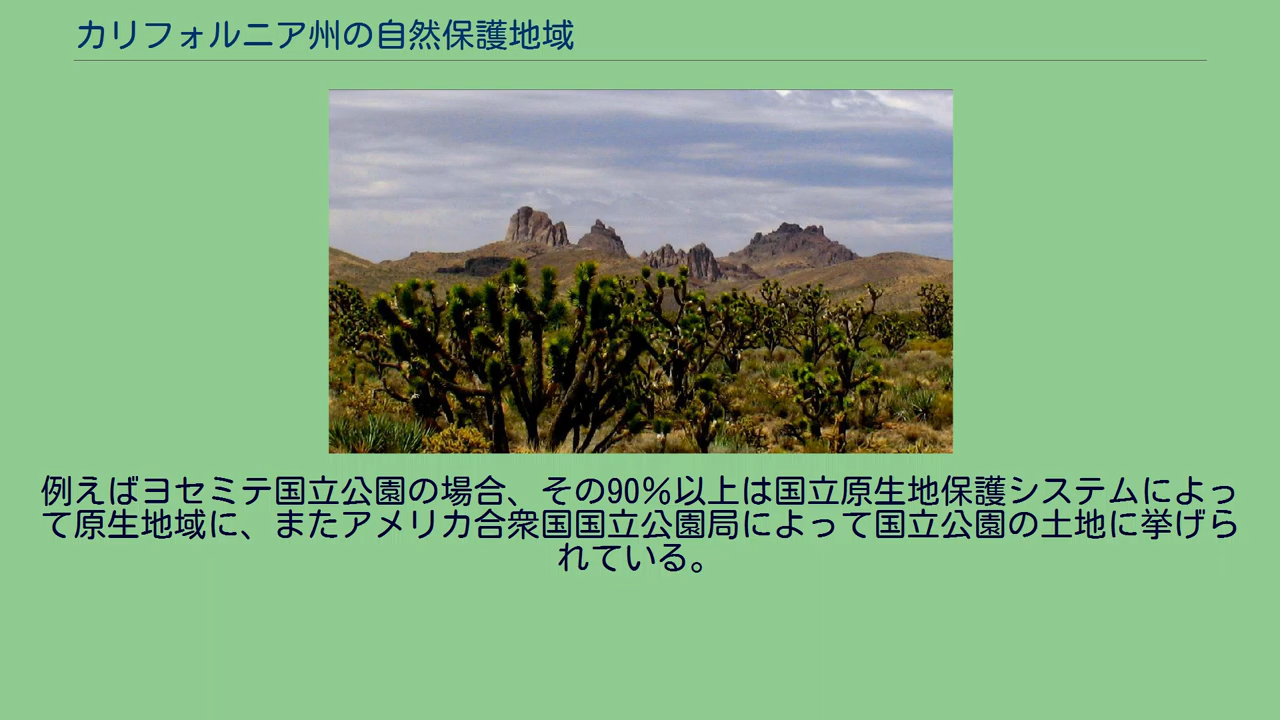 カリフォルニア州の自然保護地域
例えばヨセミテ国立公園の場合、その90％以上は国立原生地保護システムによっ
て原生地域に、またアメリカ合衆国国立公園局によって国立公園の土地に挙げら
れている。